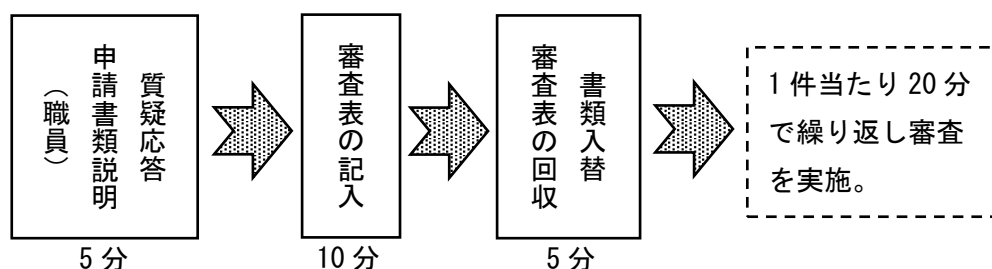 質疑応答
申請書類説明
（職員）
5分
審査表の記入
10分
書類入替
審査表の回収
5分
1件当たり20分
で繰り返し審査
を実施。